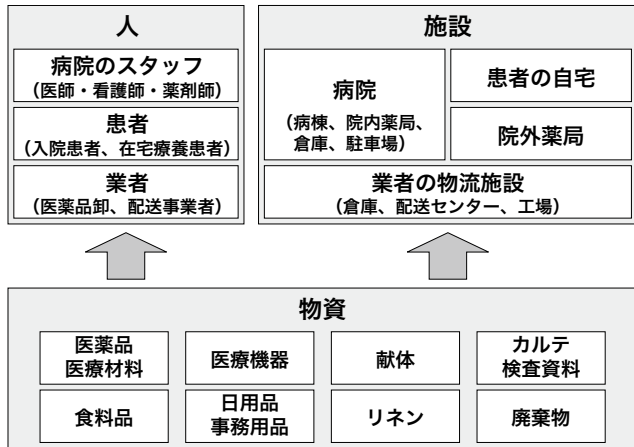 人
病院のスタッフ
（医師・看護師・薬剤師）
患者
（入院患者、在宅療養患者）
業者
（医薬品卸、配送事業者）
施設
病院
（病棟、院内薬局、
倉庫、駐車場）
患者の自宅
院外薬局
業者の物流施設
（倉庫、配送センター、工場）
物資
医薬品
医療材料
医療機器
献体
カルテ
検査資料
食料品
日用品
事務用品
リネン
廃棄物